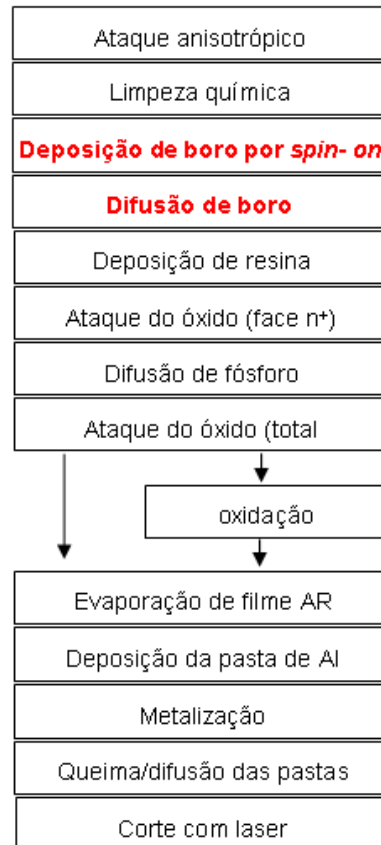 Ataque anisotrópico
Limpeza química
Deposição de boro por spin- on
Difusão de boro
Deposição de resina
Ataque do óxido (face n⁺)
Difusão de fósforo
Ataque do óxido (total
oxidação
Evaporação de filme AR
Deposição da pasta de Al
Metalização
Queima/difusão das pastas
Corte com laser